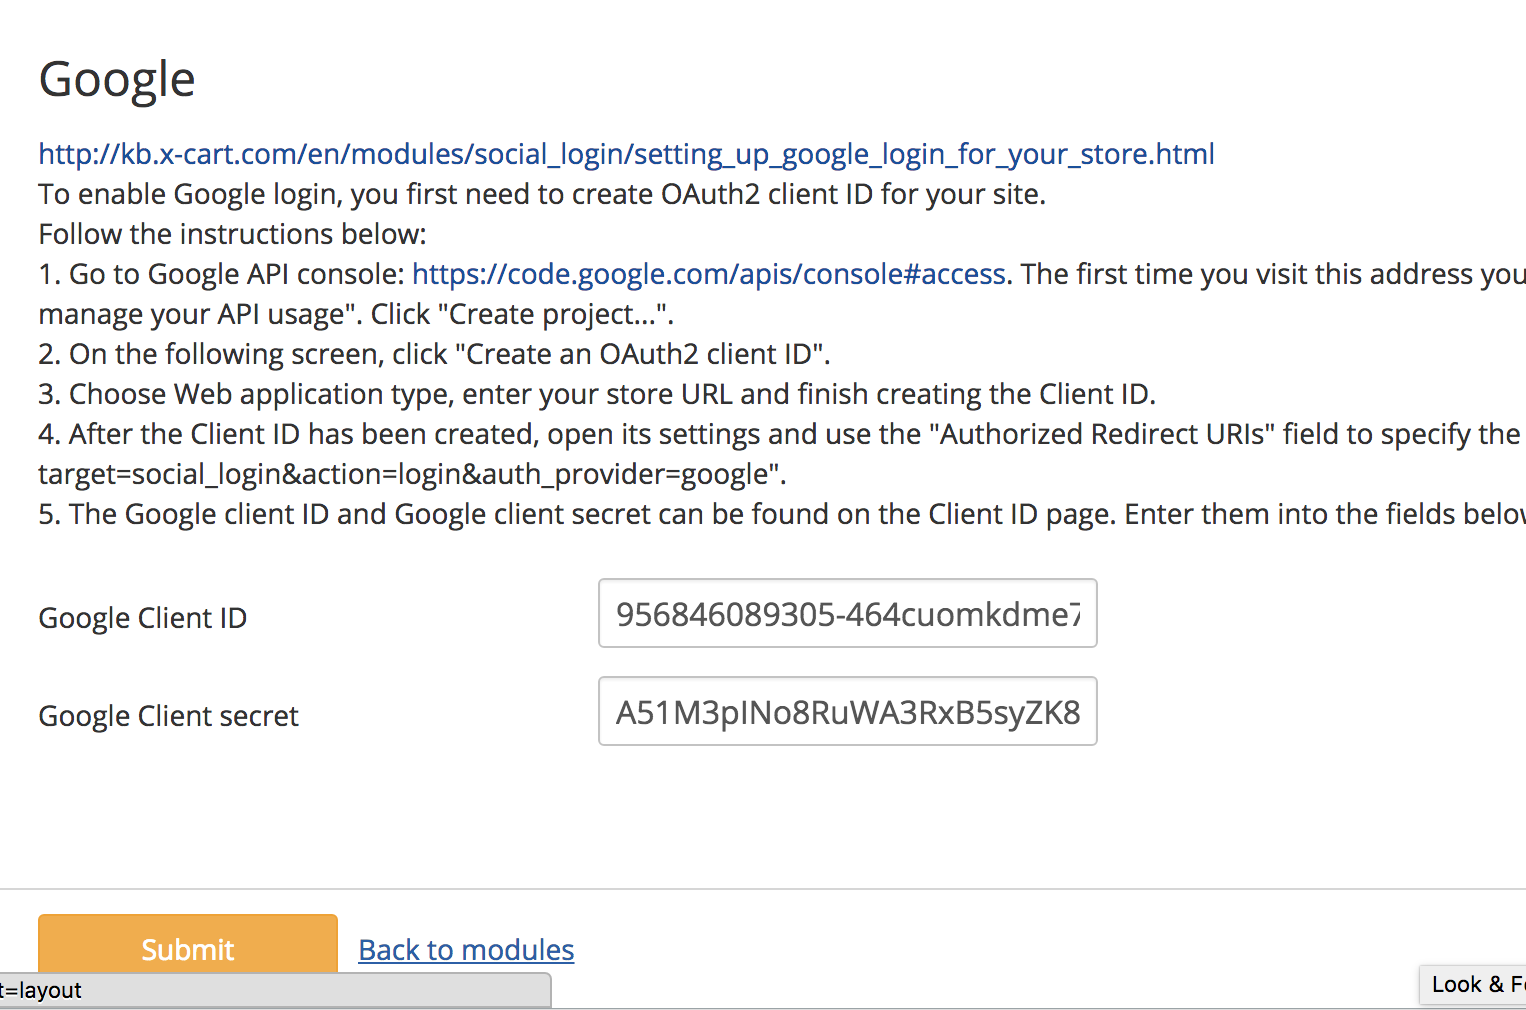 Google
http://kb.x-cart.com/en/modules/social_login/setting_up_google_login_for_your_store.html
To enable Google login, you first need to create OAuth2 client ID for your site.
Follow the instructions below:
1. Go to Google API console: https://code.google.com/apis/console#access. The first time you visit this address you
manage your API usage". Click "Create project...".
2. On the following screen, click "Create an OAuth2 client ID".
3. Choose Web application type, enter your store URL and finish creating the Client ID.
4. After the Client ID has been created, open its settings and use the "Authorized Redirect URIs" field to specify the
target=social_login&action=login&auth_provider=google".
5. The Google client ID and Google client secret can be found on the Client ID page. Enter them into the fields below
Google Client ID
956846089305-464cuomkdme7
Google Client secret
A51M3pINo8RuWA3RxB5syZK8
Submit
Back to modules
t=layout
Look & F